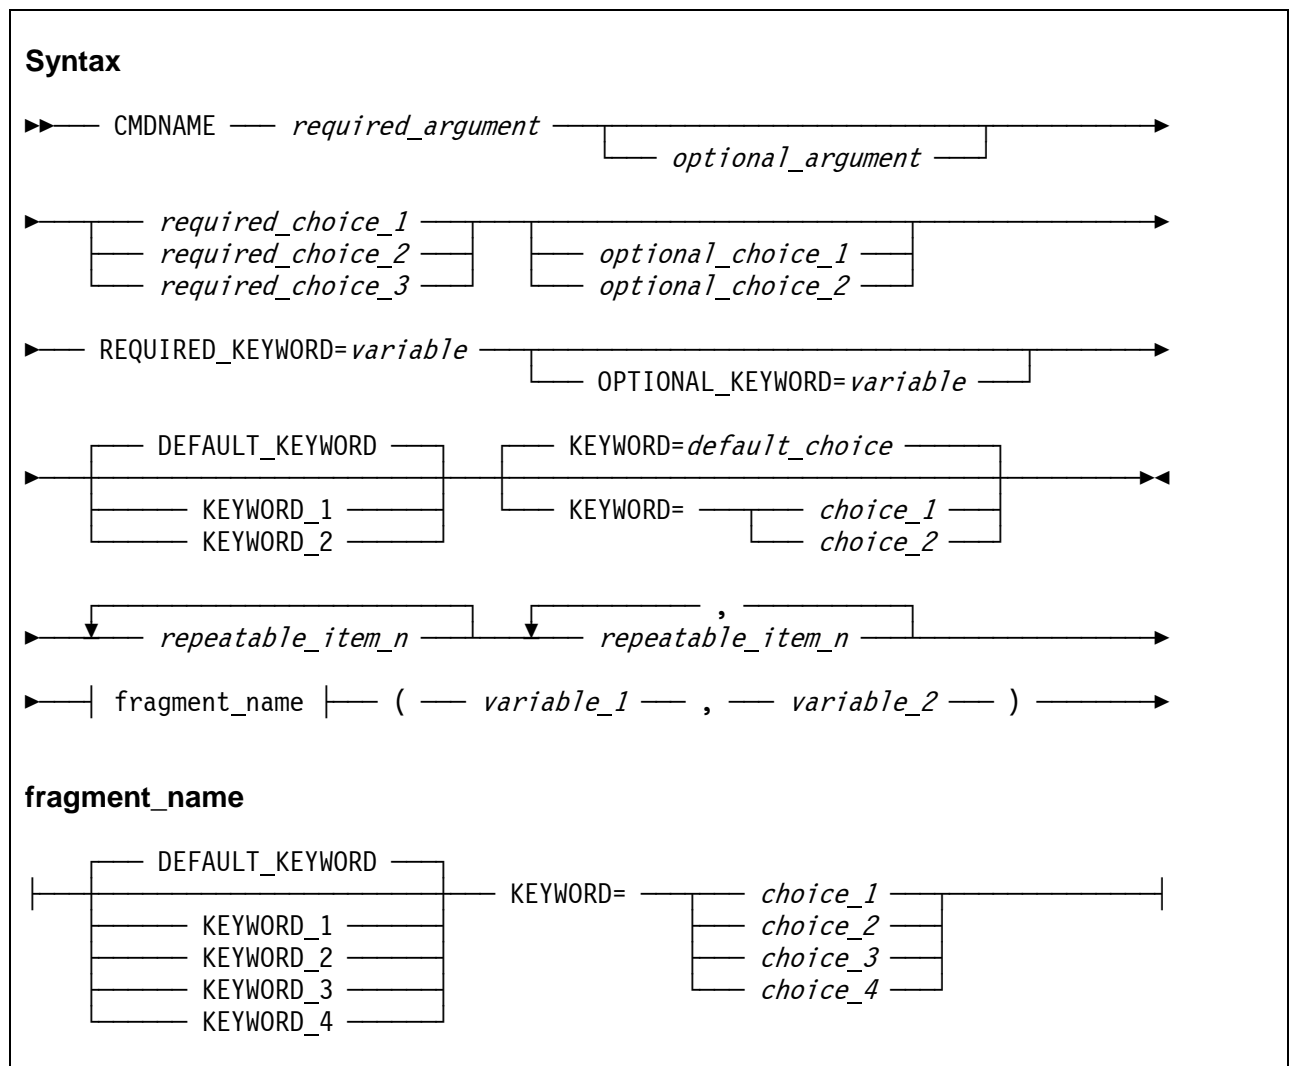 Syntax
CMDNAME required_argument
optional_argument
required_choice_1
required_choice_2 optional_choice_1
required_choice_3 optional_choice_2
REQUIRED_KEYWORD=variable
OPTIONAL_KEYWORD=variable
DEFAULT_KEYWORD KEYWORD=default_choice
KEYWORD_1 KEYWORD= choice_1
KEYWORD_2 choice_2
,
repeatable_item_n repeatable_item_n
fragment_name ( variable_1 , variable_2 )
fragment_name
DEFAULT_KEYWORD
KEYWORD= choice_1
KEYWORD_1 choice_2
KEYWORD_2 choice_3
KEYWORD_3 choice_4
KEYWORD_4